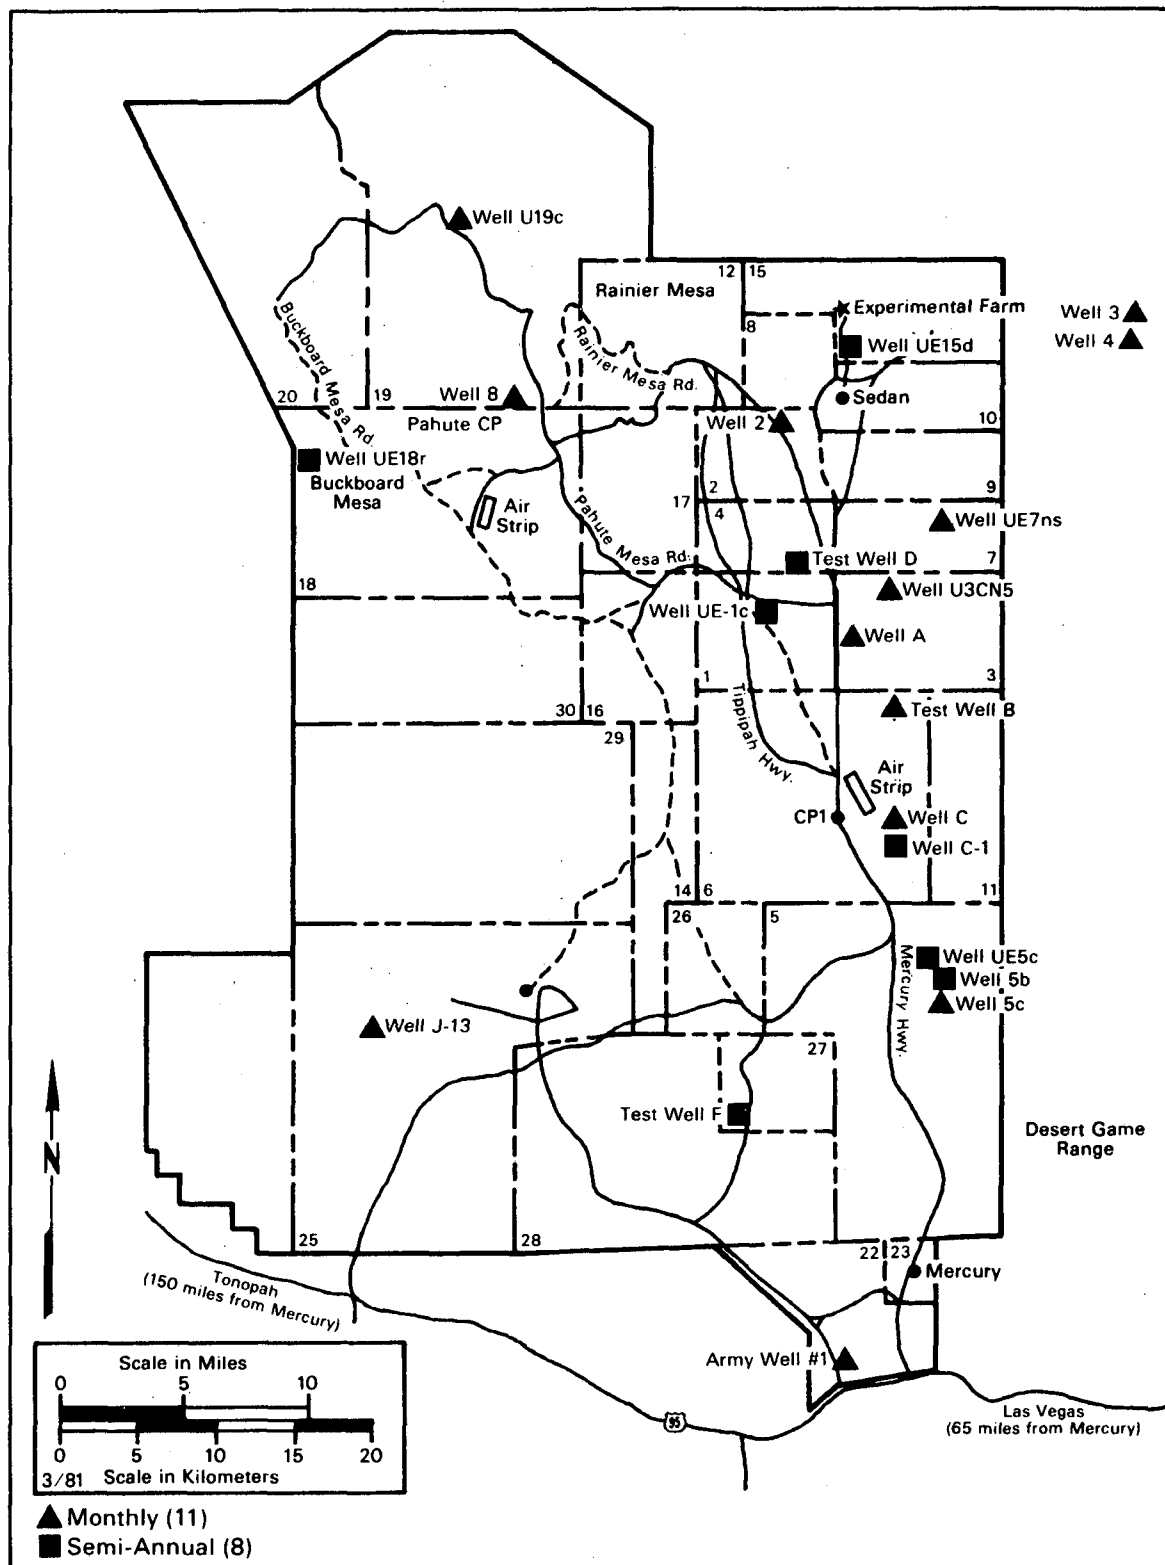 Well U19c
12
15
Rainier Mesa
Experimental Farm
Well 3
8
Well 4
Well UE15d
Buckboard Mesa Rd.
Rainier Mesa Rd.
20
19
Well 8
Sedan
Pahute CP
Well 2
10
Well UE18r
Buckboard
Mesa
2
9
17
4
Air
Strip
Pahute Mesa Rd.
Well UE7ns
Test Well D
7
18
Well U3CN5
Well UE-1c
Well A
1
3
30
16
Test Well B
29
Tippipah Hwy.
Air
Strip
CP1
Well C
Well C-1
14
6
11
26
5
Mercury Hwy.
Well UE5c
Well 5b
Well 5c
Well J-13
27
N
Test Well F
Desert Game
Range
25
28
22
23
Mercury
Tonopah
(150 miles from Mercury)
Army Well #1
Scale in Miles
0 5 10
95
Las Vegas
(65 miles from Mercury)
0 5 10 15 20
3/81 Scale in Kilometers
Monthly (11)
Semi-Annual (8)